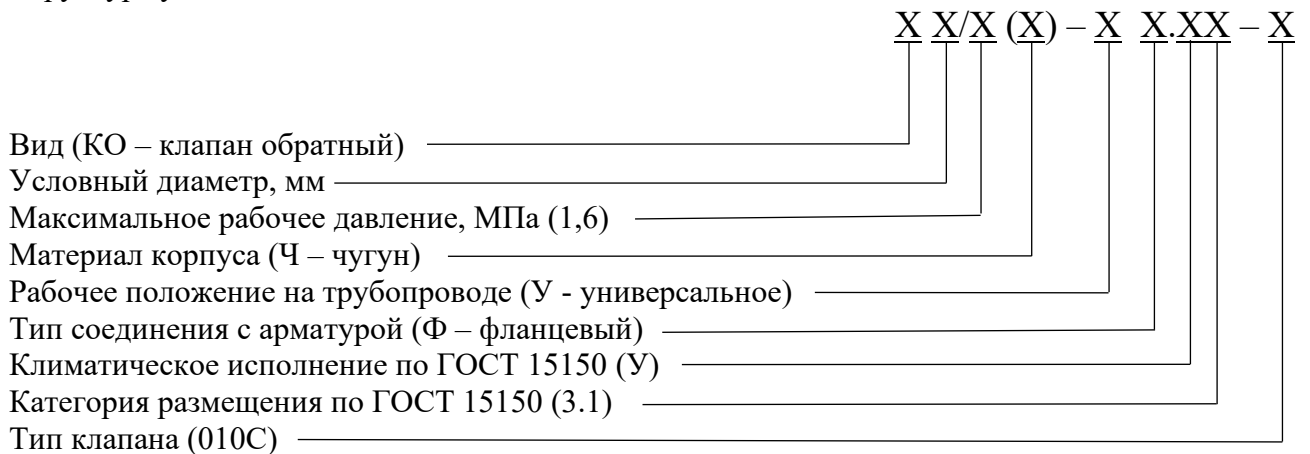 Х Х/Х (Х) – Х Х.ХХ – Х
Вид (КО – клапан обратный)
Условный диаметр, мм
Максимальное рабочее давление, МПа (1,6)
Материал корпуса (Ч – чугун)
Рабочее положение на трубопроводе (У - универсальное)
Тип соединения с арматурой (Ф – фланцевый)
Климатическое исполнение по ГОСТ 15150 (У)
Категория размещения по ГОСТ 15150 (3.1)
Тип клапана (010С)